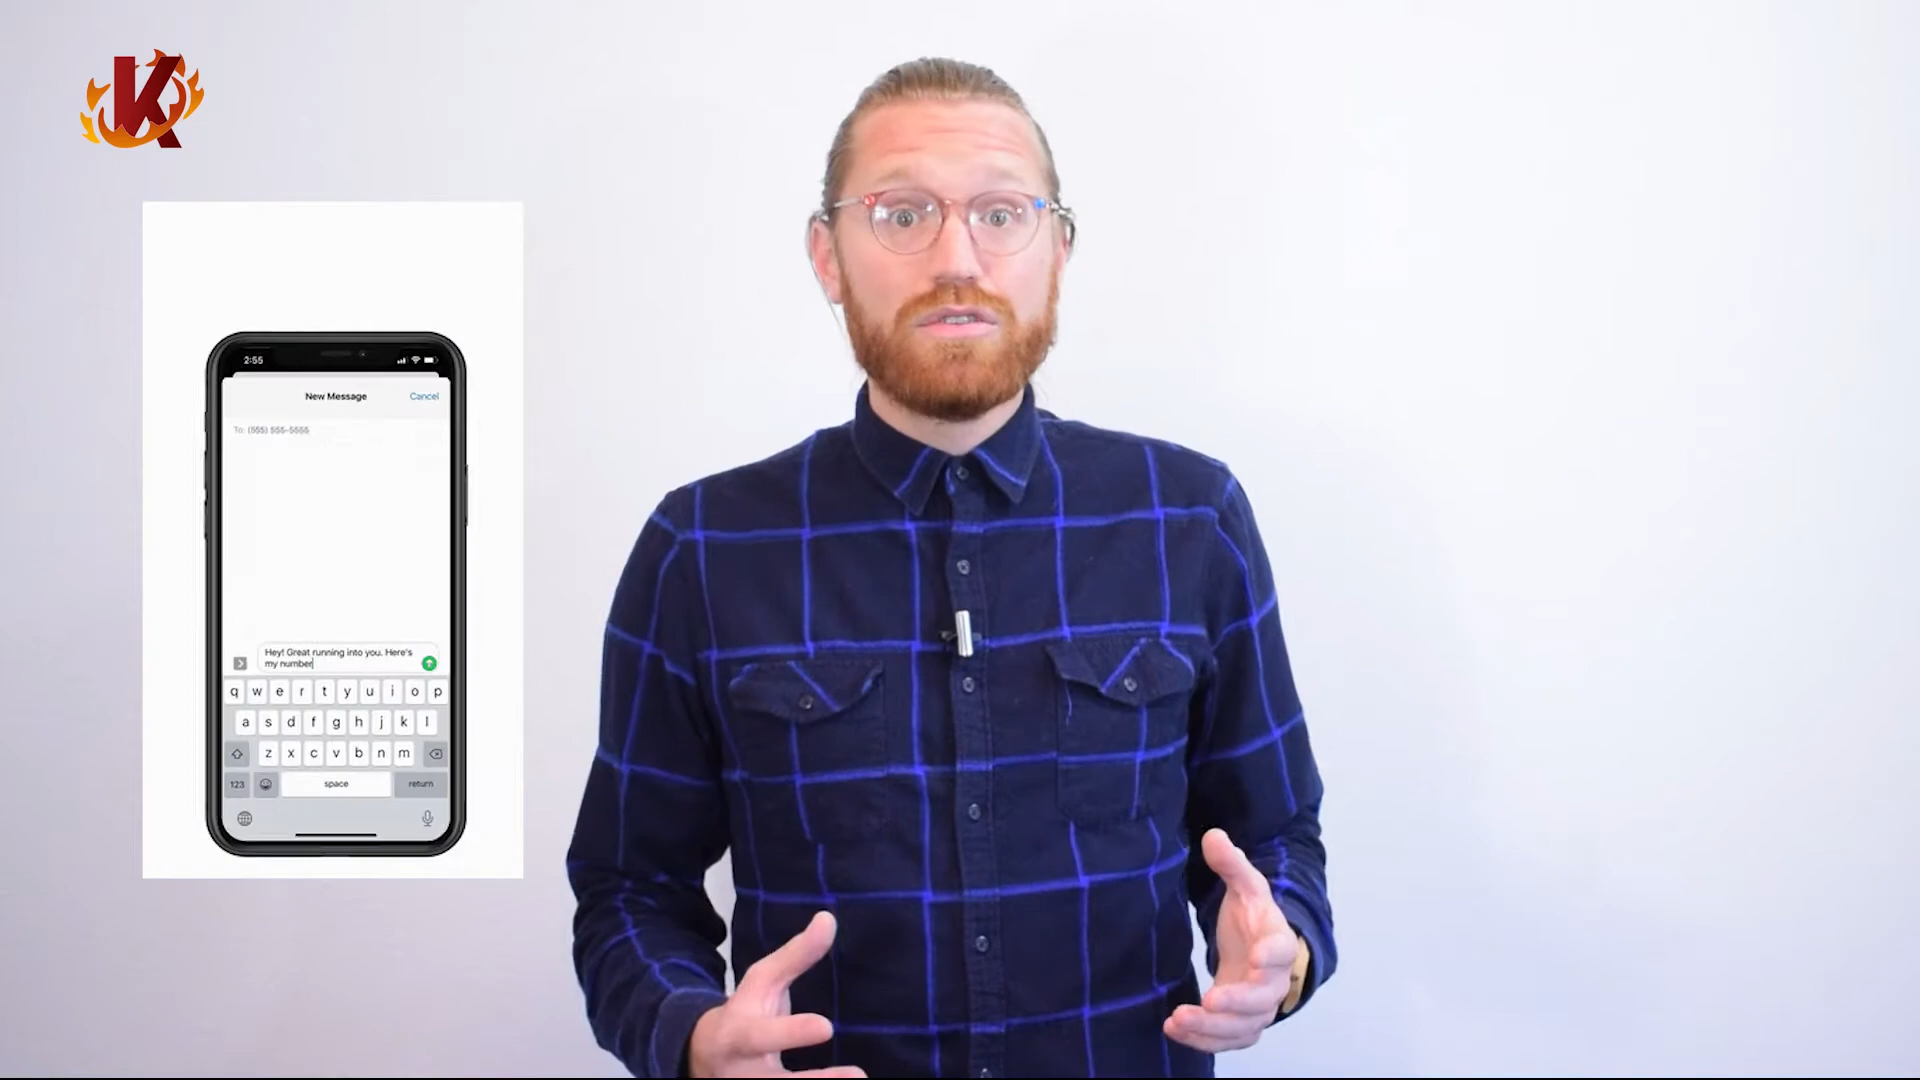 K
2:55
New Message
Cancel
To: (555) 555-5555
Hey! Great running into you. Here's
my number
q w e r t y u i o p
a s d f g h j k l
z x c v b n m
123
space
return